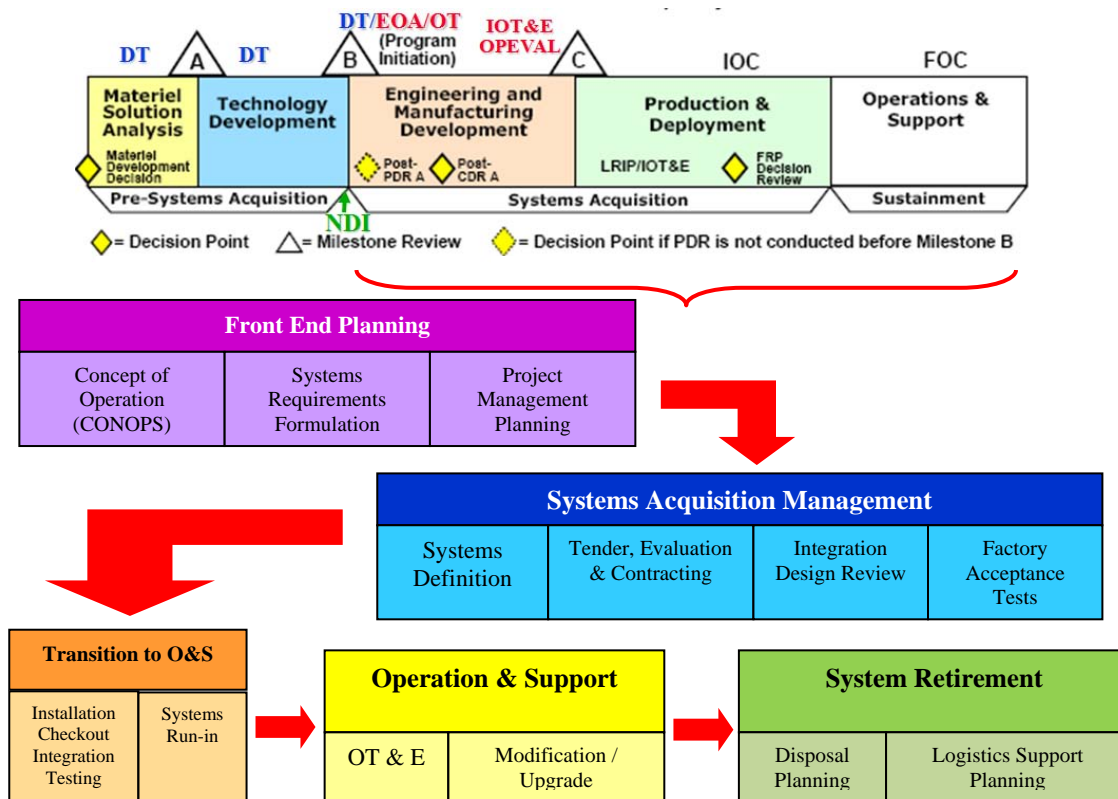 DT
A
DT
DT/EOA/OT
B
(Program
Initiation)
IOT&E
OPEVAL
C
IOC
FOC
Materiel
Solution
Analysis
Technology
Development
Engineering and
Manufacturing
Development
Production &
Deployment
Operations &
Support
Materiel
Development
Decision
Post-
PDR A
Post-
CDR A
LRIP/IOT&E
FRP
Decision
Review
Pre-Systems Acquisition
Systems Acquisition
Sustainment
NDI
= Decision Point
= Milestone Review
= Decision Point if PDR is not conducted before Milestone B
Front End Planning
Concept of
Operation
(CONOPS)
Systems
Requirements
Formulation
Project
Management
Planning
Systems Acquisition Management
Systems
Definition
Tender, Evaluation
& Contracting
Integration
Design Review
Factory
Acceptance
Tests
Transition to O&S
Installation
Checkout
Integration
Testing
Systems
Run-in
Operation & Support
OT & E
Modification /
Upgrade
System Retirement
Disposal
Planning
Logistics Support
Planning